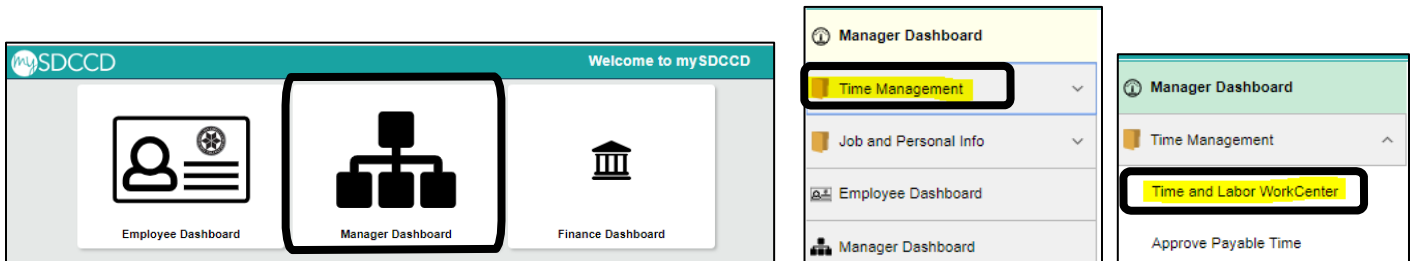 mySDCCD
Welcome to mySDCCD
Employee Dashboard
Manager Dashboard
Finance Dashboard
Manager Dashboard
Time Management
Job and Personal Info
Employee Dashboard
Manager Dashboard
Manager Dashboard
Time Management
Time and Labor WorkCenter
Approve Payable Time